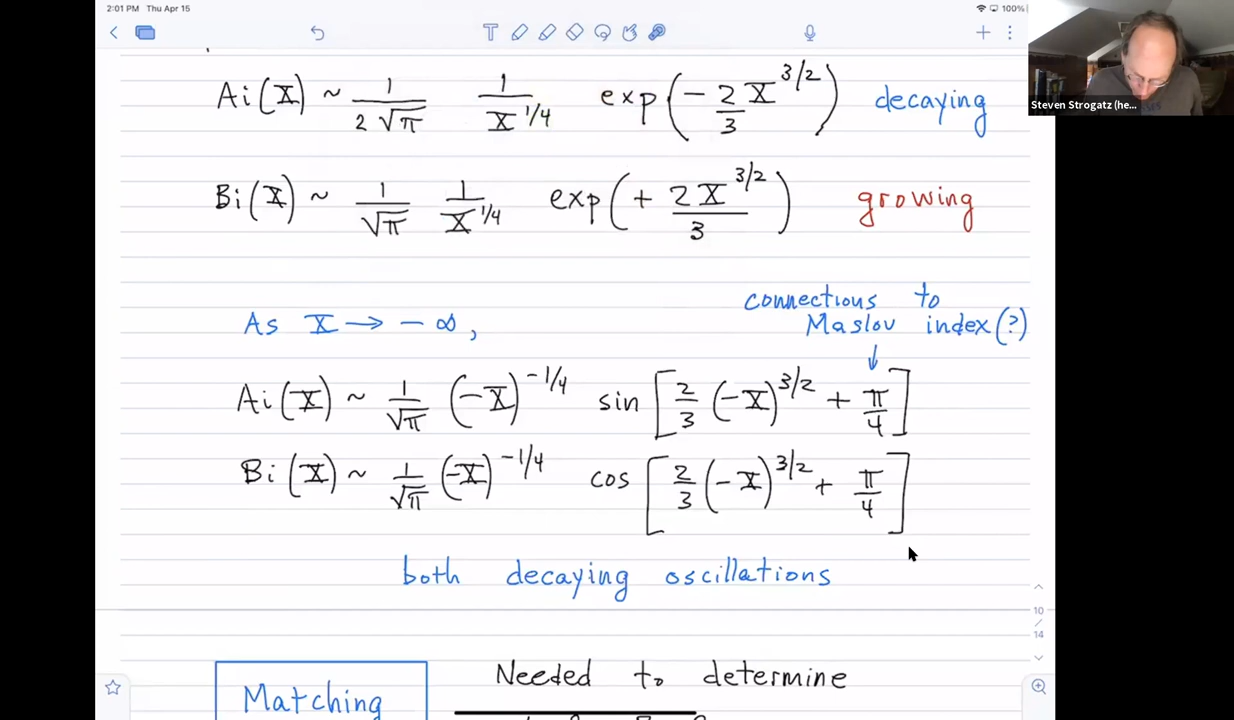 2:01 PM Thu Apr 15
100%
Steven Strogatz (he...
Ai(X) ~ 1/(2√π) 1/X^1/4 exp(-2/3 X^3/2) decaying
Bi(X) ~ 1/√π 1/X^1/4 exp(+ 2X^3/2/3) growing
connections to
As X → -∞, Maslov index(?)
↓
Ai(X) ~ 1/√π (-X)^-1/4 sin[2/3 (-X)^3/2 + π/4]
Bi(X) ~ 1/√π (-X)^-1/4 cos[2/3 (-X)^3/2 + π/4]
both decaying oscillations
10
/
14
Matching Needed to determine